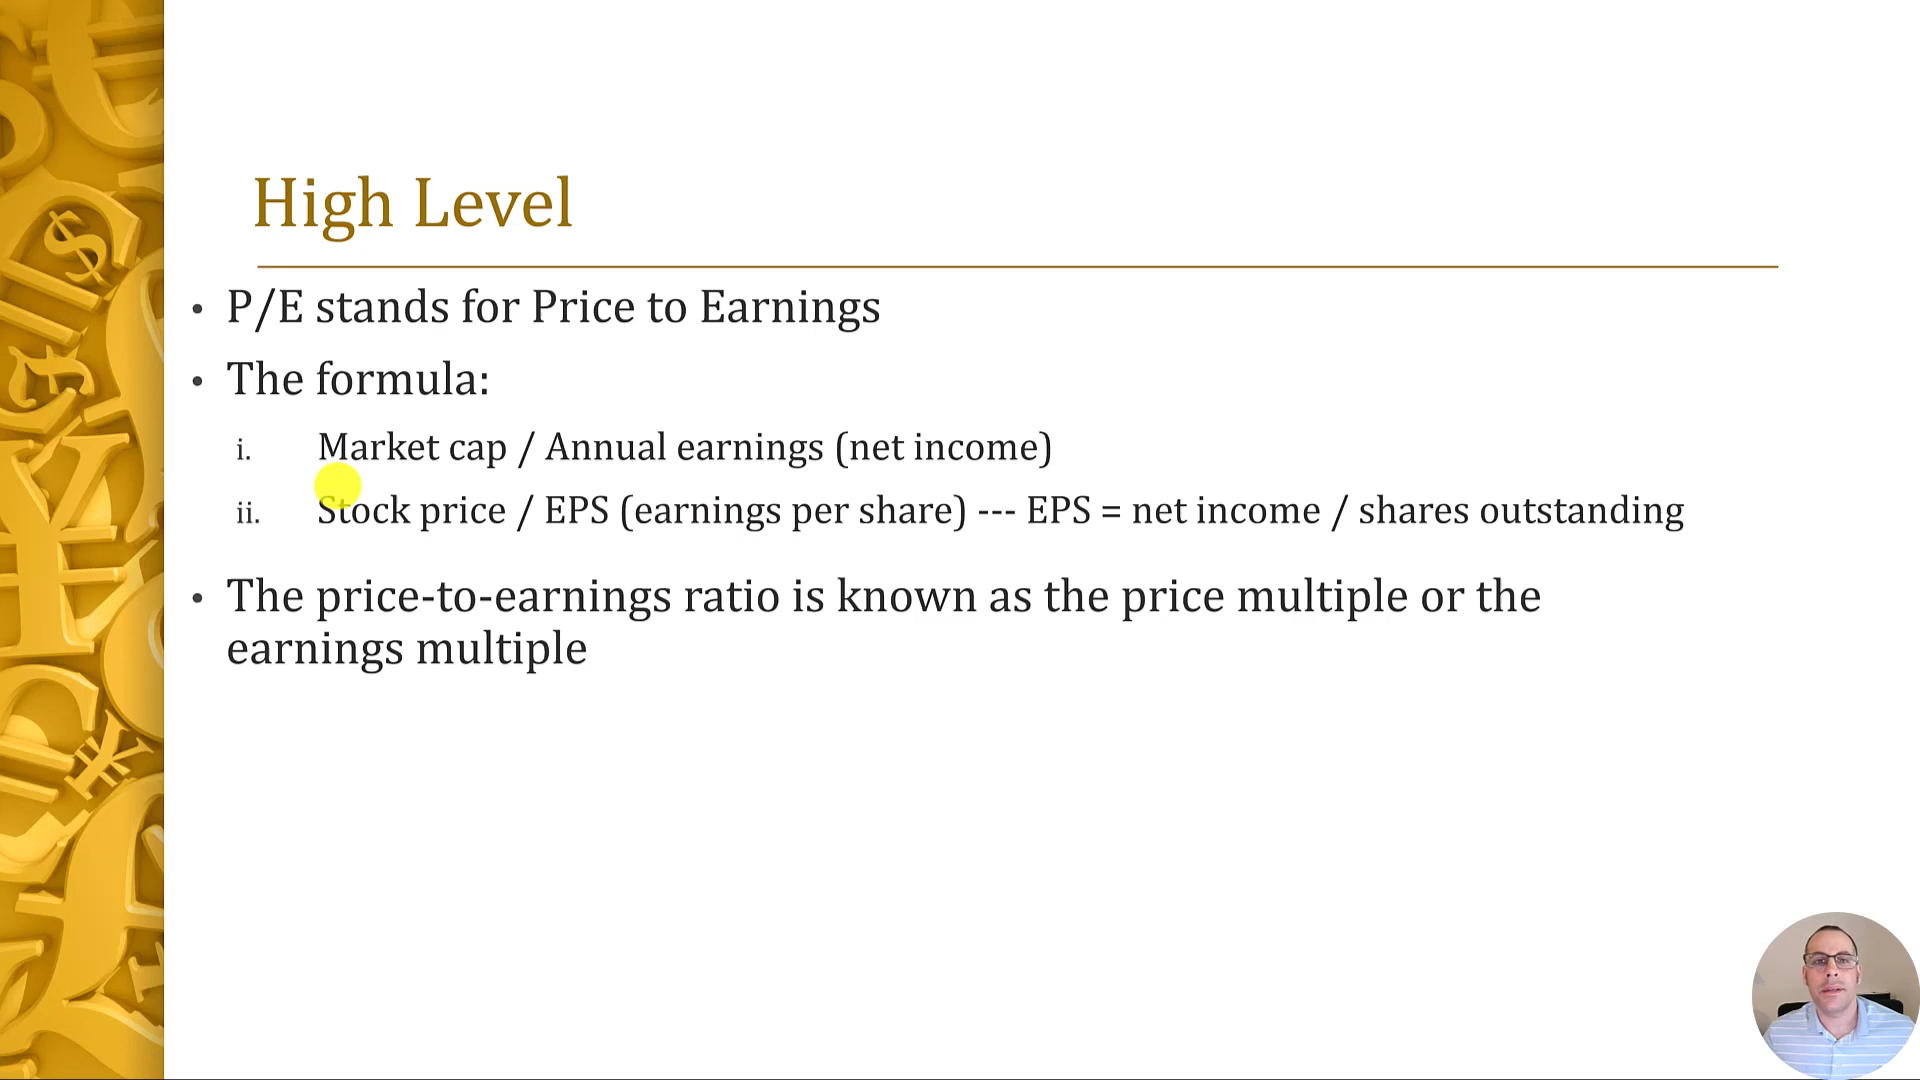 High Level
• P/E stands for Price to Earnings
• The formula:
i. Market cap / Annual earnings (net income)
ii. Stock price / EPS (earnings per share) --- EPS = net income / shares outstanding
• The price-to-earnings ratio is known as the price multiple or the
earnings multiple